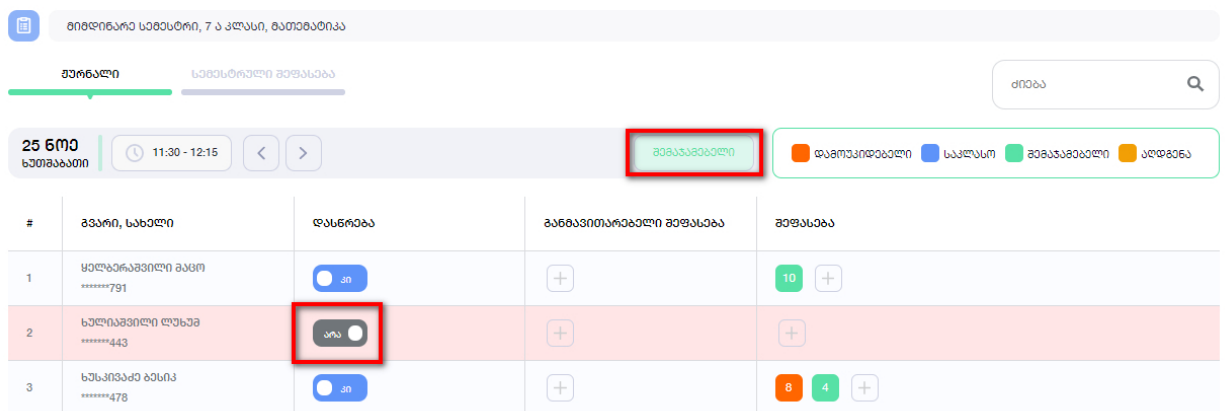 მიმდინარე სემესტრი, 7 ა კლასი, მათემატიკა
ჟურნალი სემესტრული შეფასება
ძიება
25 ნოე
ხუთშაბათი
11:30 - 12:15
შემაჯამებელი
დამოუკიდებელი საკლასო შემაჯამებელი აღდგენა
# გვარი, სახელი დასწრება განმავითარებელი შეფასება შეფასება
1 ყელბერაშვილი მაცო კი 10
*******791
2 ხულიაშვილი ლუხუმ არა
*******443
3 ხუსკივაძე ბესიკ კი 8 4
*******478